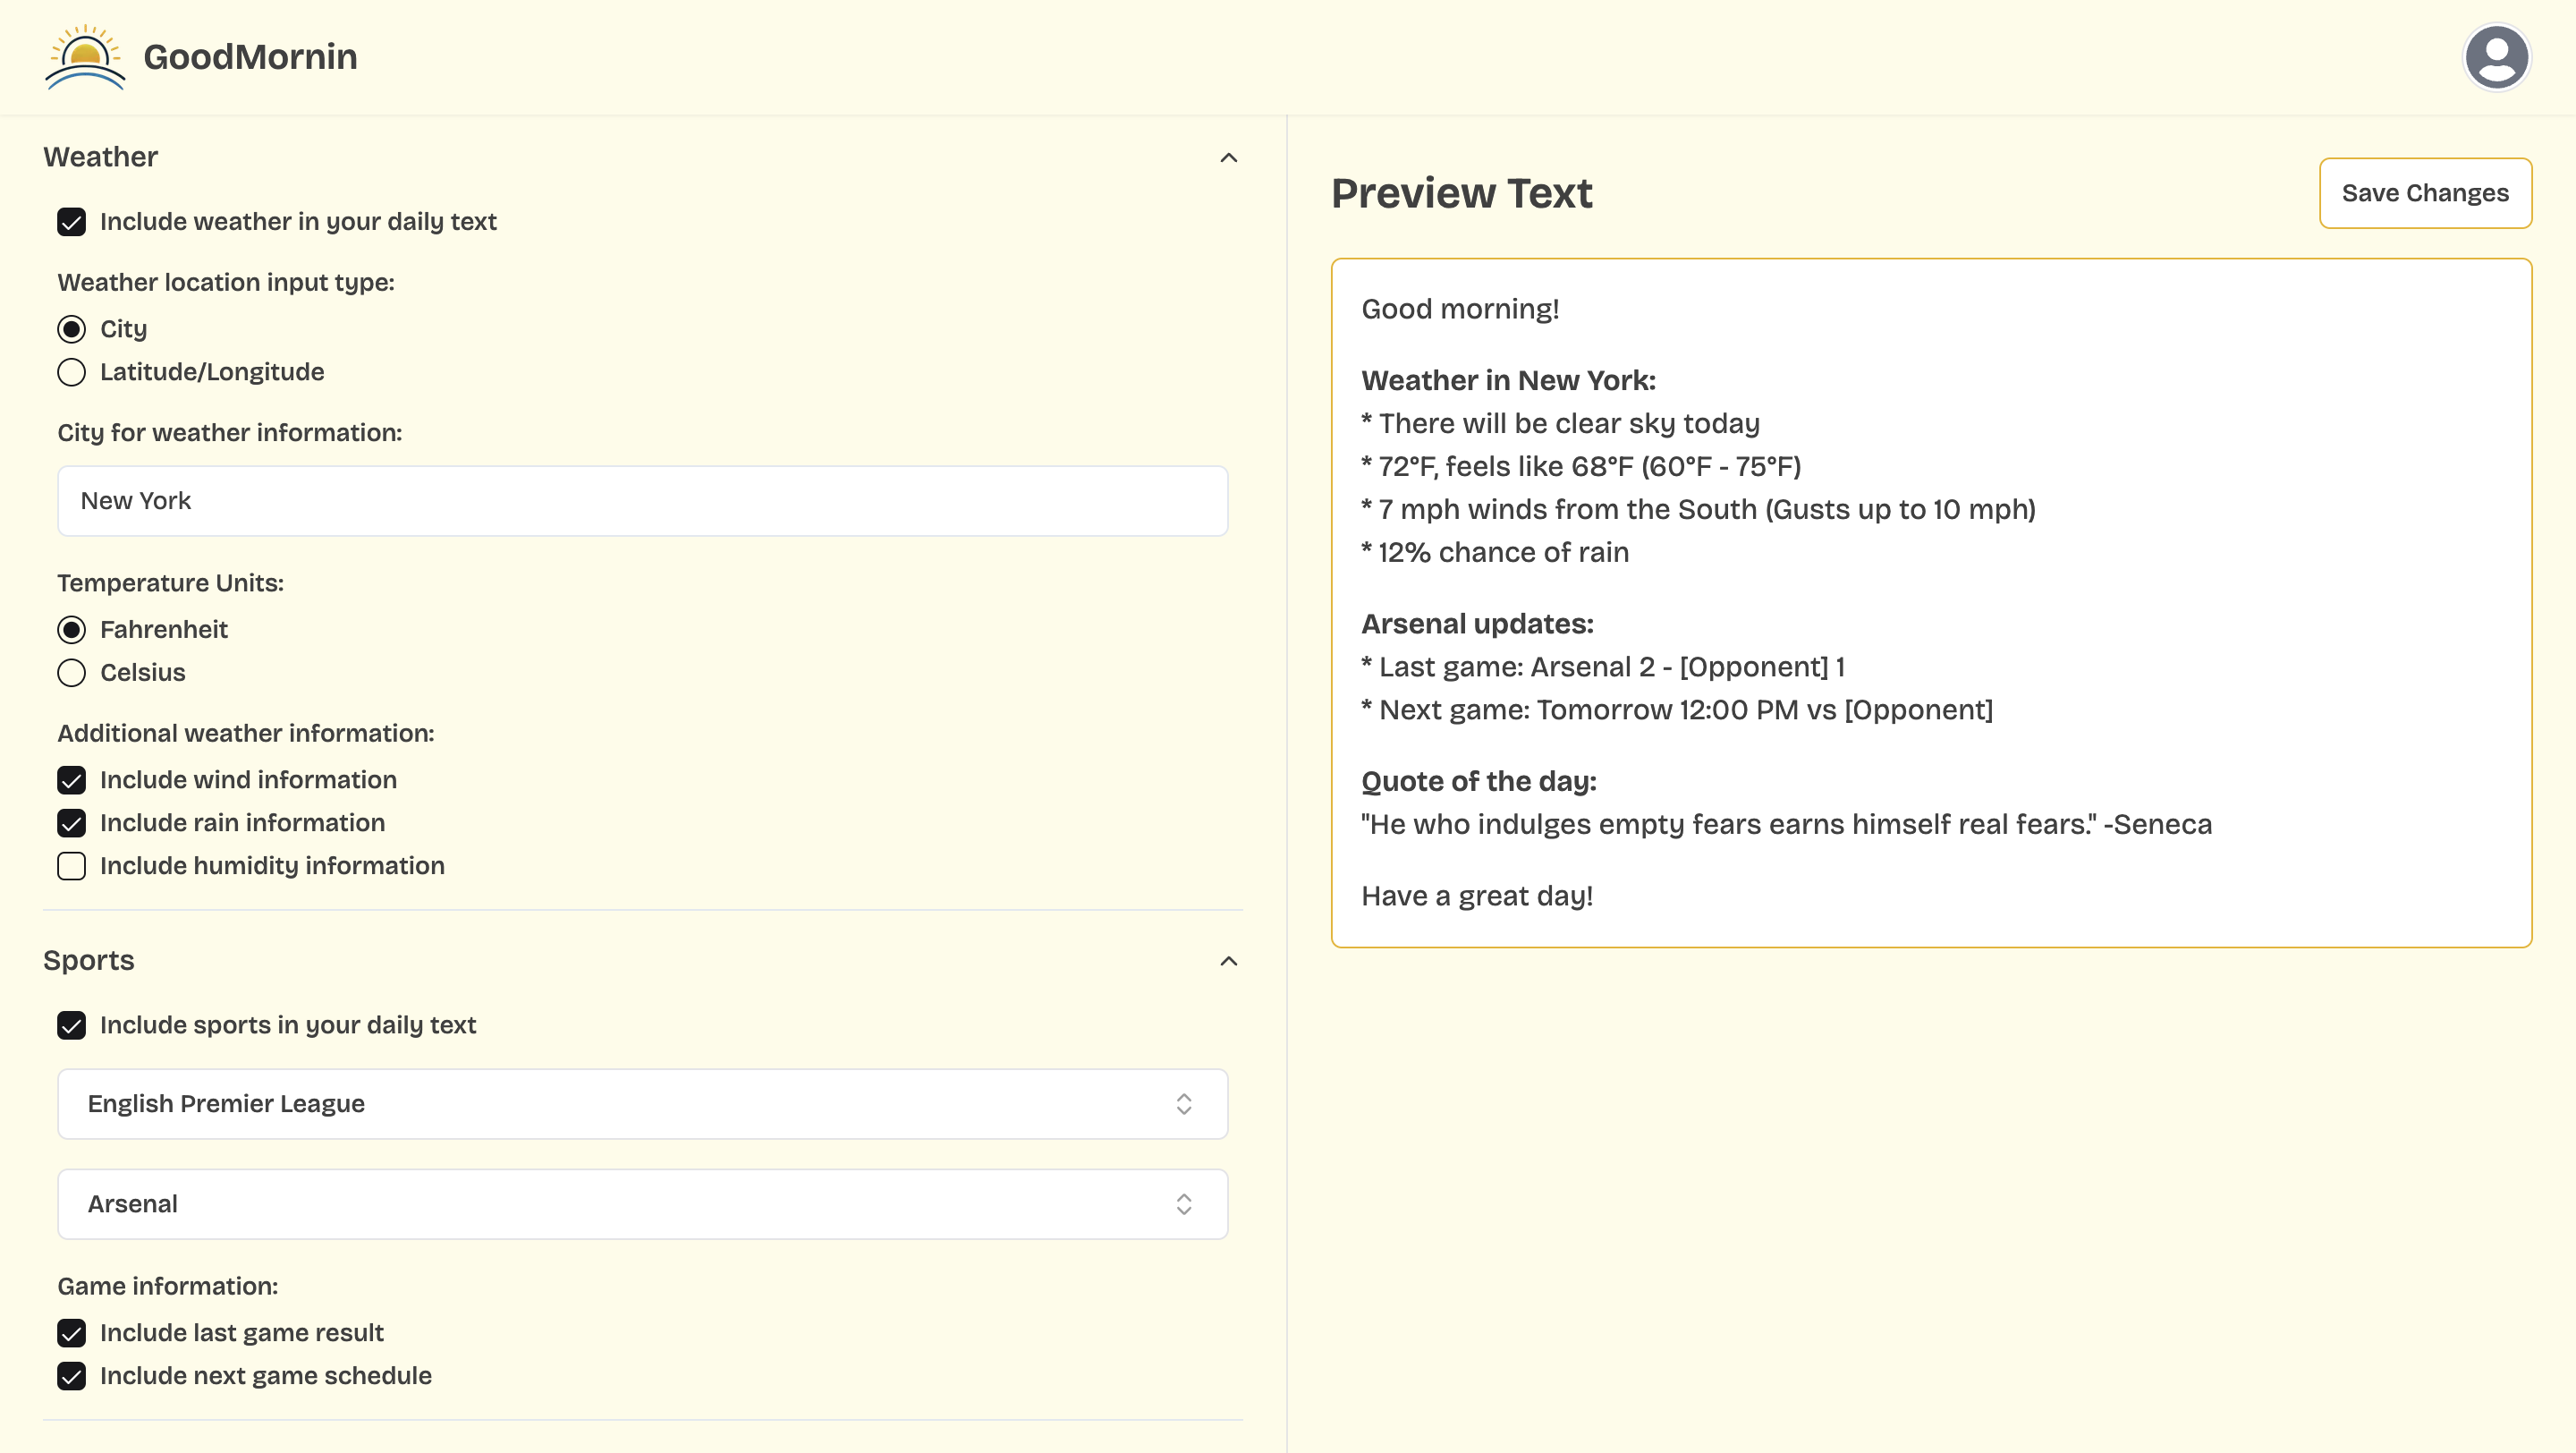 GoodMornin
Weather
Include weather in your daily text
Weather location input type:
City
Latitude/Longitude
City for weather information:
New York
Temperature Units:
Fahrenheit
Celsius
Additional weather information:
Include wind information
Include rain information
Include humidity information
Sports
Include sports in your daily text
English Premier League
Arsenal
Game information:
Include last game result
Include next game schedule
Preview Text
Save Changes
Good morning!
Weather in New York:
* There will be clear sky today
* 72°F, feels like 68°F (60°F - 75°F)
* 7 mph winds from the South (Gusts up to 10 mph)
* 12% chance of rain
Arsenal updates:
* Last game: Arsenal 2 - [Opponent] 1
* Next game: Tomorrow 12:00 PM vs [Opponent]
Quote of the day:
"He who indulges empty fears earns himself real fears." -Seneca
Have a great day!